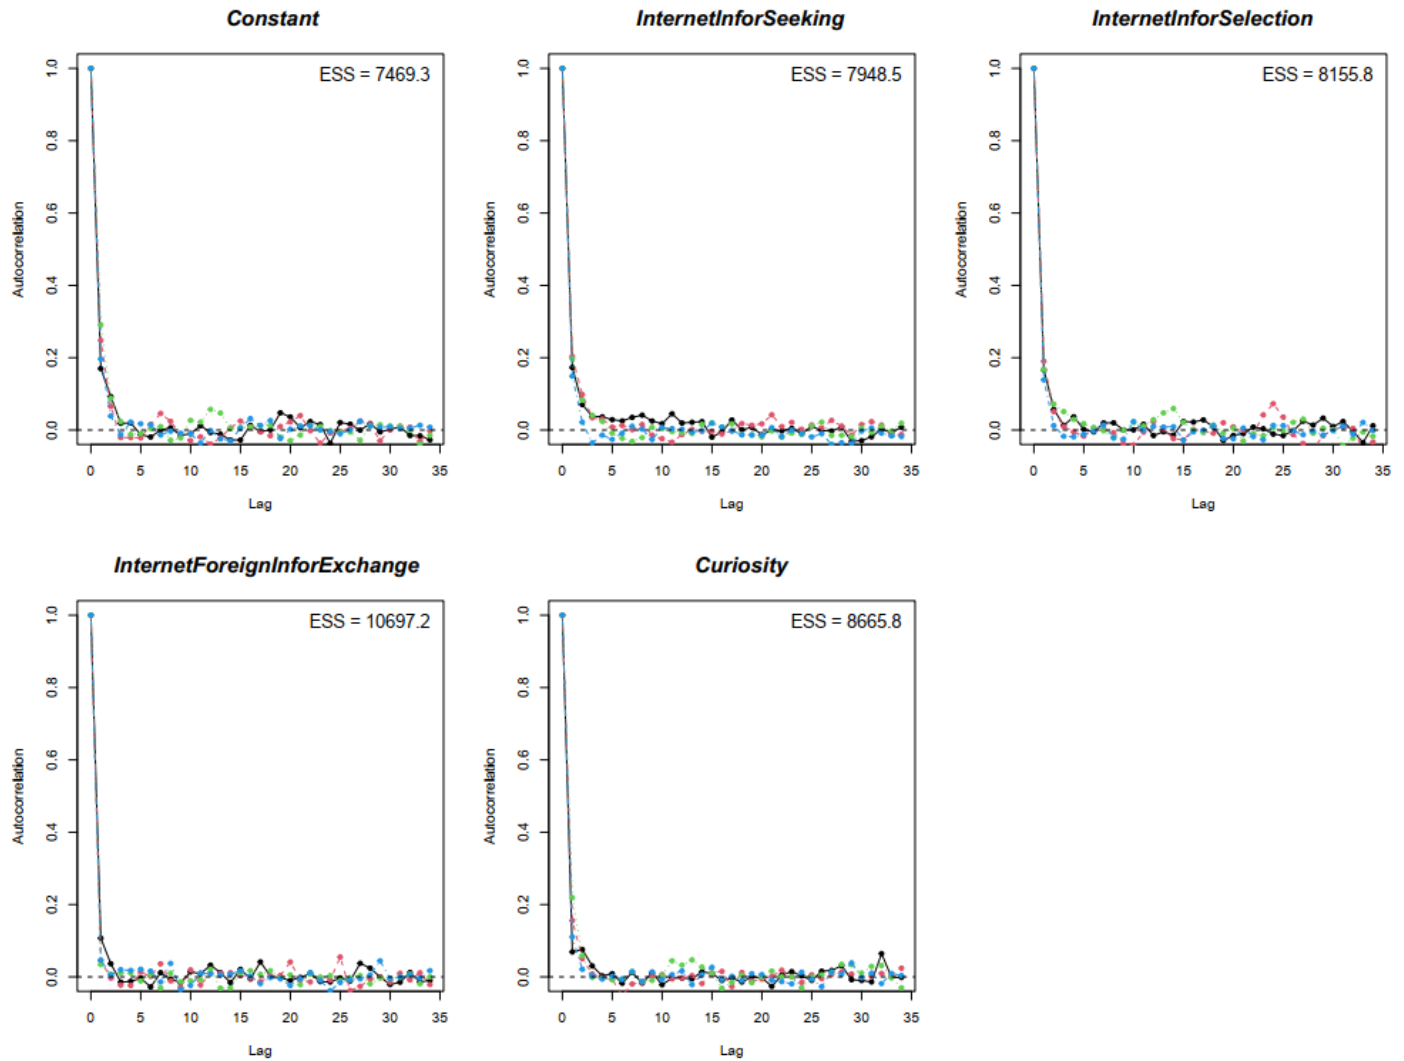 Constant
ESS = 7469.3
Autocorrelation
1.0
0.8
0.6
0.4
0.2
0.0
0 5 10 15 20 25 30 35
Lag
InternetInforSeeking
ESS = 7948.5
Autocorrelation
1.0
0.8
0.6
0.4
0.2
0.0
0 5 10 15 20 25 30 35
Lag
InternetInforSelection
ESS = 8155.8
Autocorrelation
1.0
0.8
0.6
0.4
0.2
0.0
0 5 10 15 20 25 30 35
Lag
InternetForeignInforExchange
ESS = 10697.2
Autocorrelation
1.0
0.8
0.6
0.4
0.2
0.0
0 5 10 15 20 25 30 35
Lag
Curiosity
ESS = 8665.8
Autocorrelation
1.0
0.8
0.6
0.4
0.2
0.0
0 5 10 15 20 25 30 35
Lag